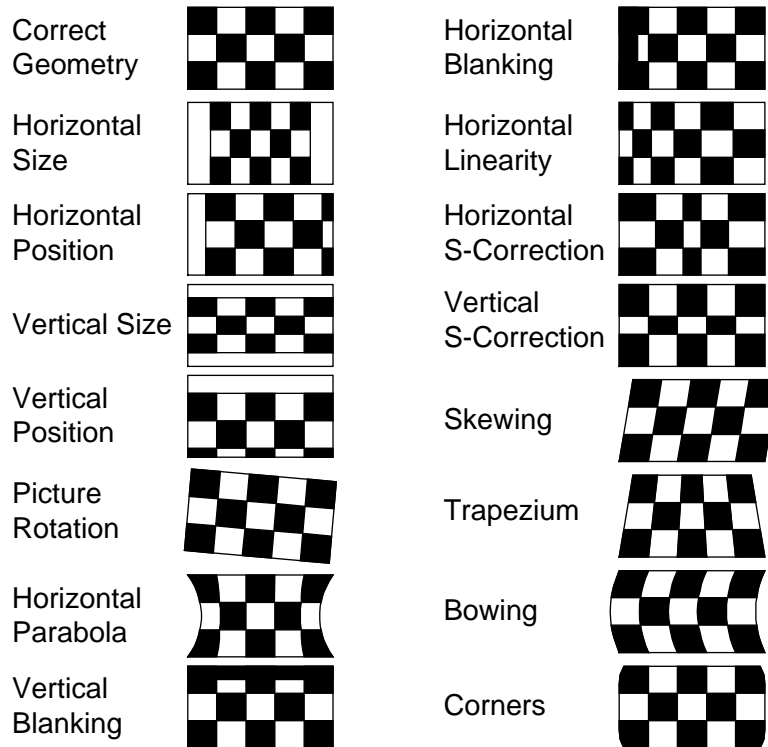 Correct
Geometry
Horizontal
Size
Horizontal
Position
Vertical Size
Vertical
Position
Picture
Rotation
Horizontal
Parabola
Vertical
Blanking
Horizontal
Blanking
Horizontal
Linearity
Horizontal
S-Correction
Vertical
S-Correction
Skewing
Trapezium
Bowing
Corners